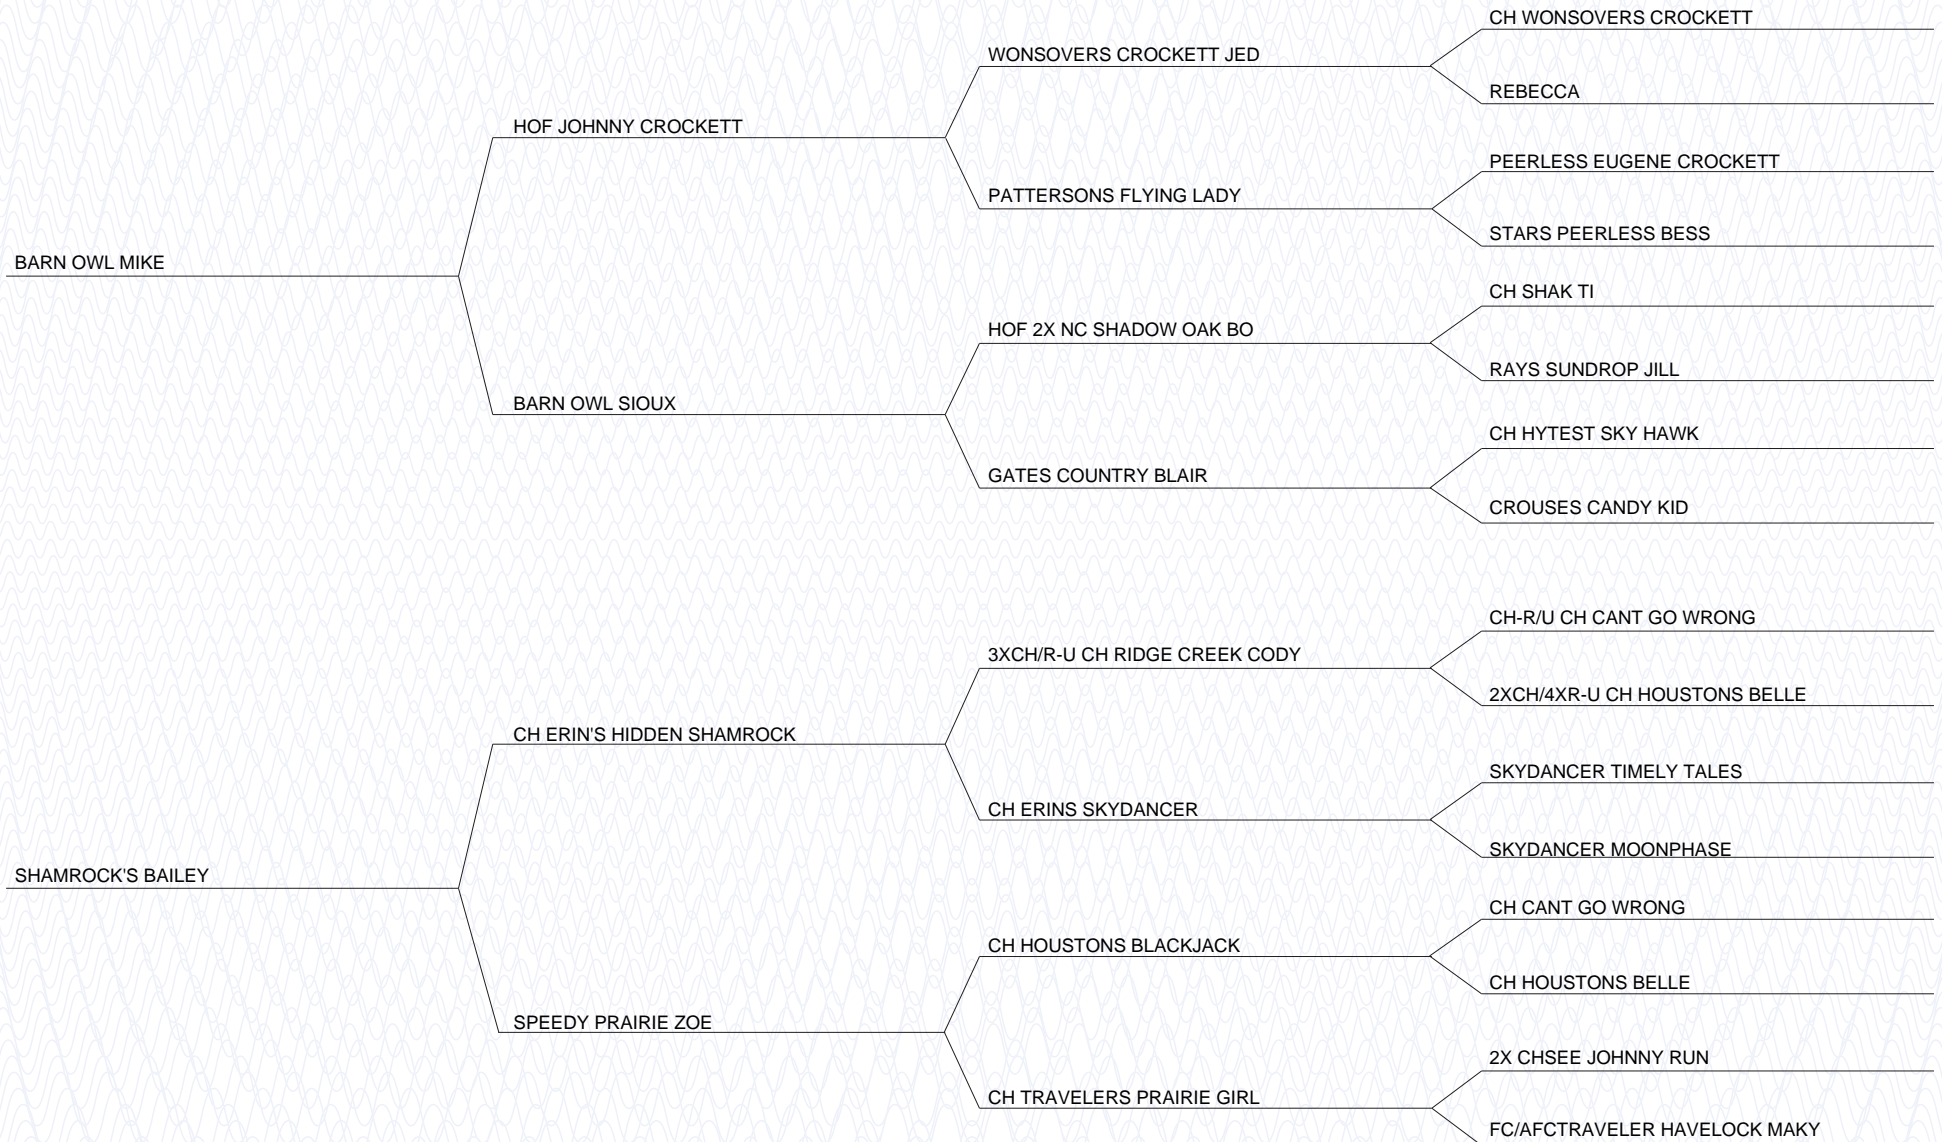 CH WONSOVERS CROCKETT
WONSOVERS CROCKETT JED
REBECCA
HOF JOHNNY CROCKETT
PEERLESS EUGENE CROCKETT
PATTERSONS FLYING LADY
STARS PEERLESS BESS
BARN OWL MIKE
CH SHAK TI
HOF 2X NC SHADOW OAK BO
RAYS SUNDROP JILL
BARN OWL SIOUX
CH HYTEST SKY HAWK
GATES COUNTRY BLAIR
CROUSES CANDY KID
CH-R/U CH CANT GO WRONG
3XCH/R-U CH RIDGE CREEK CODY
2XCH/4XR-U CH HOUSTONS BELLE
CH ERIN'S HIDDEN SHAMROCK
SKYDANCER TIMELY TALES
CH ERINS SKYDANCER
SKYDANCER MOONPHASE
SHAMROCK'S BAILEY
CH CANT GO WRONG
CH HOUSTONS BLACKJACK
CH HOUSTONS BELLE
SPEEDY PRAIRIE ZOE
2X CHSEE JOHNNY RUN
CH TRAVELERS PRAIRIE GIRL
FC/AFCTRAVELER HAVELOCK MAKY